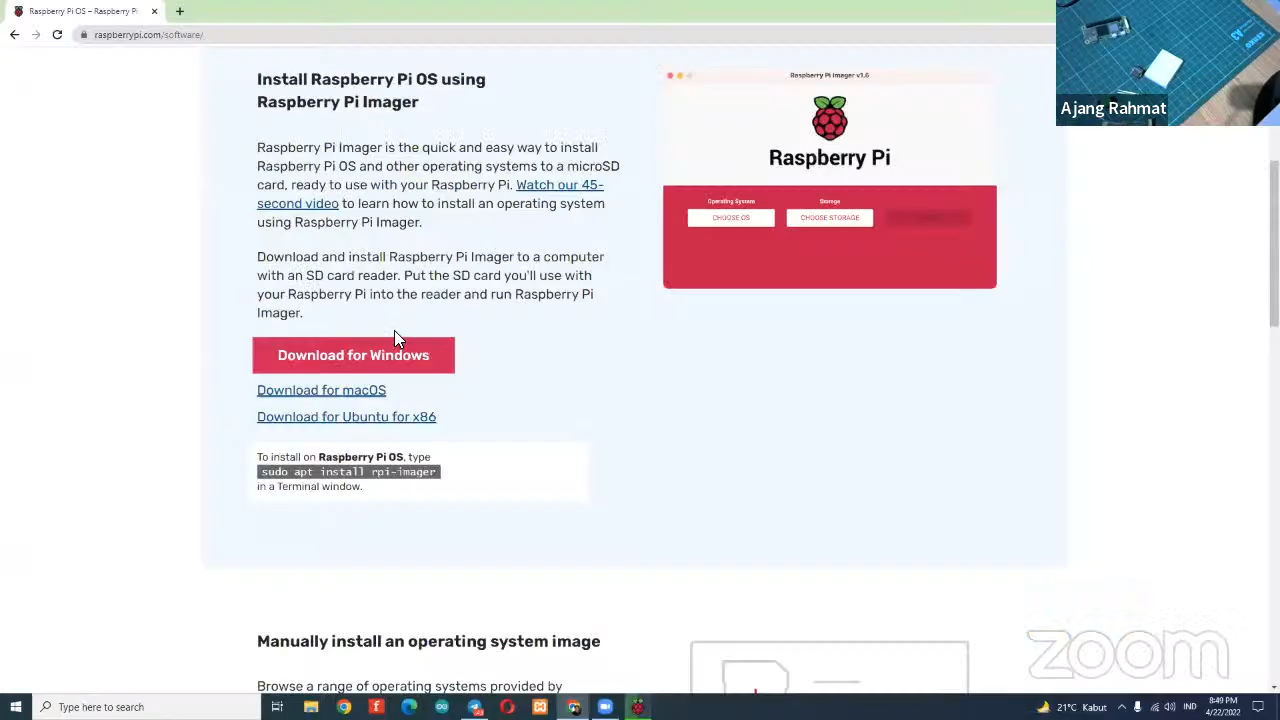 Raspberry Pi OS – Raspberry Pi
raspberrypi.com/software/
Ajang Rahmat
Install Raspberry Pi OS using
Raspberry Pi Imager
Raspberry Pi Imager is the quick and easy way to install
Raspberry Pi OS and other operating systems to a microSD
card, ready to use with your Raspberry Pi. Watch our 45-
second video to learn how to install an operating system
using Raspberry Pi Imager.
Download and install Raspberry Pi Imager to a computer
with an SD card reader. Put the SD card you'll use with
your Raspberry Pi into the reader and run Raspberry Pi
Imager.
Download for Windows
Download for macOS
Download for Ubuntu for x86
To install on Raspberry Pi OS, type
sudo apt install rpi-imager
in a Terminal window.
Raspberry Pi Imager v1.6
Raspberry Pi
Operating System
Storage
CHOOSE OS
CHOOSE STORAGE
Manually install an operating system image
Browse a range of operating systems provided by
zoom
Type here to search
21°C Kabut
IND
8:49 PM
4/22/2022